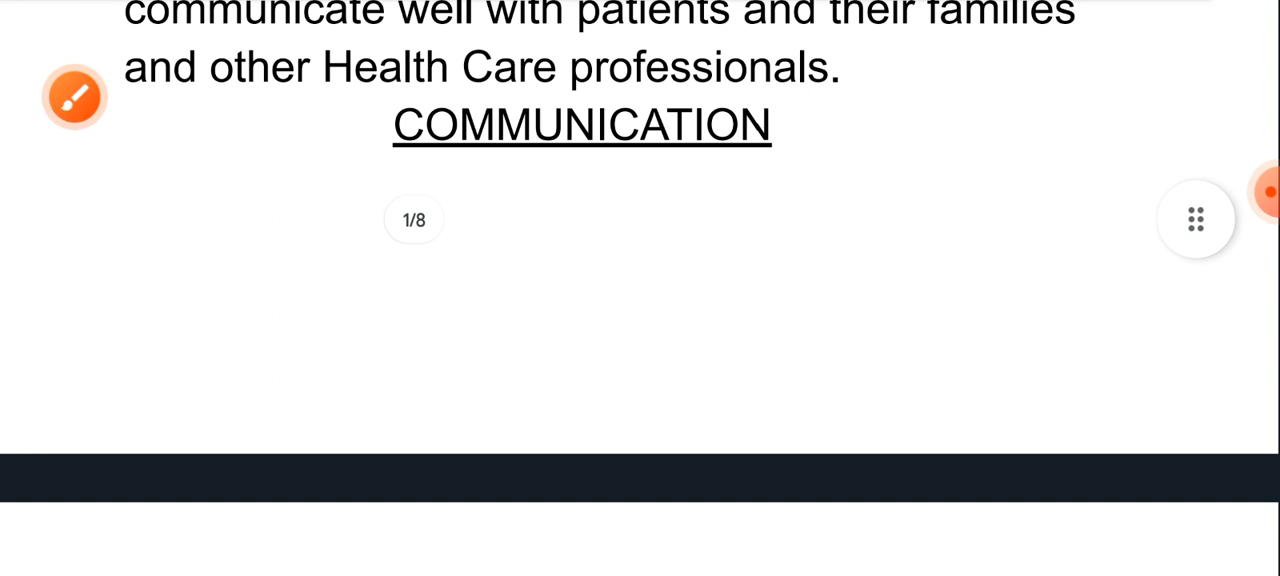 communicate well with patients and their families
and other Health Care professionals.
COMMUNICATION
1/8